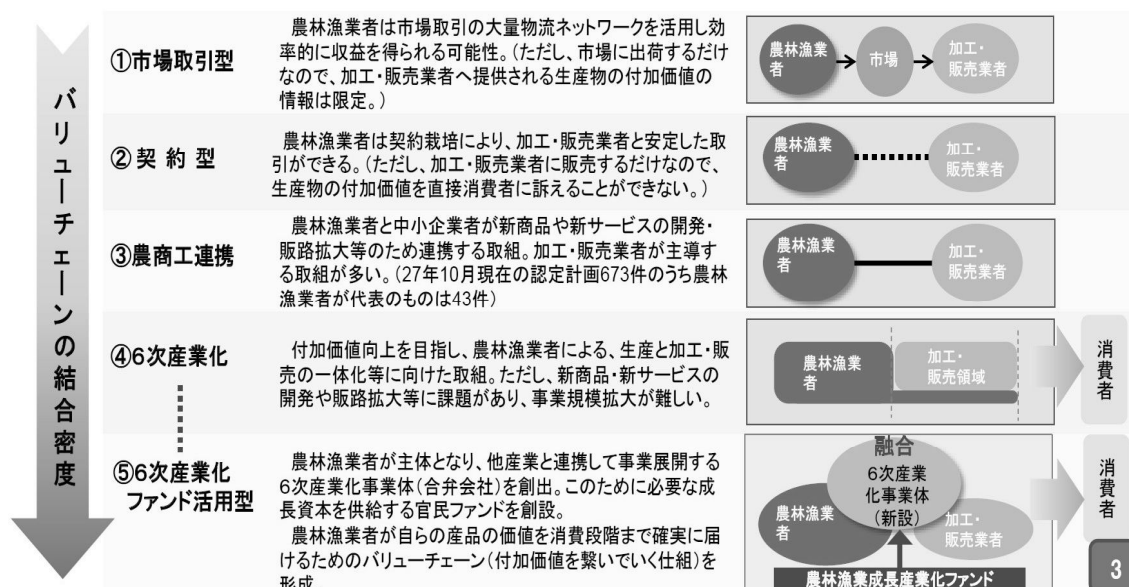 バリューチェーンの結合密度
①市場取引型
農林漁業者は市場取引の大量物流ネットワークを活用し効
率的に収益を得られる可能性。（ただし、市場に出荷するだけ
なので、加工・販売業者へ提供される生産物の付加価値の
情報は限定。）
農林漁業
者
市場
加工・
販売業者
②契約型
農林漁業者は契約栽培により、加工・販売業者と安定した取
引ができる。（ただし、加工・販売業者に販売するだけなので、
生産物の付加価値を直接消費者に訴えることができない。）
農林漁業
者
加工・
販売業者
③農商工連携
農林漁業者と中小企業者が新商品や新サービスの開発・
販路拡大等のため連携する取組。加工・販売業者が主導す
る取組が多い。（27年10月現在の認定計画673件のうち農林
漁業者が代表のものは43件）
農林漁業
者
加工・
販売業者
④6次産業化
付加価値向上を目指し、農林漁業者による、生産と加工・販
売の一体化等に向けた取組。ただし、新商品・新サービスの
開発や販路拡大等に課題があり、事業規模拡大が難しい。
農林漁業
者
加工・
販売領域
消費者
⑤6次産業化
ファンド活用型
農林漁業者が主体となり、他産業と連携して事業展開する
6次産業化事業体（合弁会社）を創出。このために必要な成
長資本を供給する官民ファンドを創設。
農林漁業者が自らの産品の価値を消費段階まで確実に届
けるためのバリューチェーン（付加価値を繋いでいく仕組）を
形成。
融合
6次産業
化事業体
（新設）
農林漁業
者
加工・
販売業者
農林漁業成長産業化ファンド
消費者
3